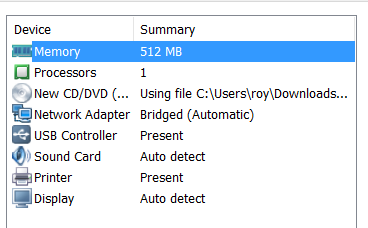 Device Summary
Memory 512 MB
Processors 1
New CD/DVD (... Using file C:\Users\roy\Downloads...
Network Adapter Bridged (Automatic)
USB Controller Present
Sound Card Auto detect
Printer Present
Display Auto detect